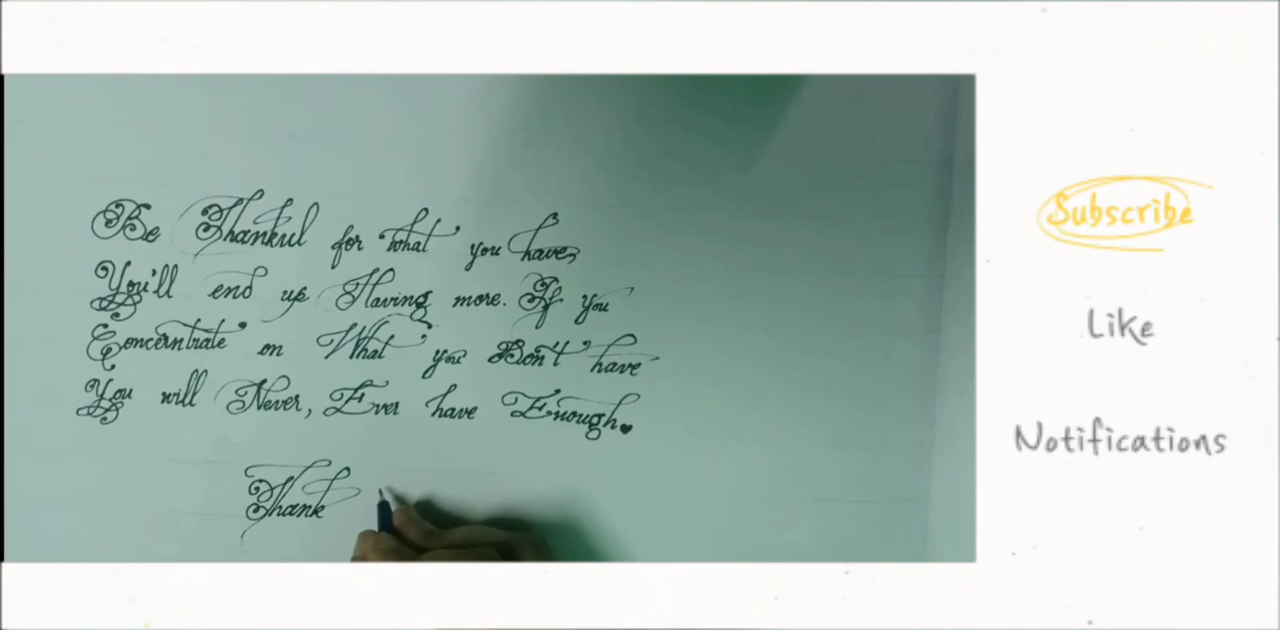 Be Thankul for what you have,
You'll end up Having more. If you
Concerntrate on What you Don't have
You will Never, Ever have Enough.
Thank
Subscribe
Like
Notifications